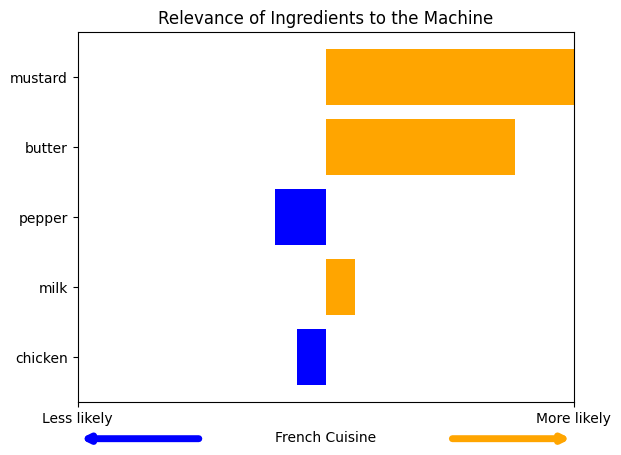 Relevance of Ingredients to the Machine
mustard
butter
pepper
milk
chicken
Less likely
More likely
French Cuisine